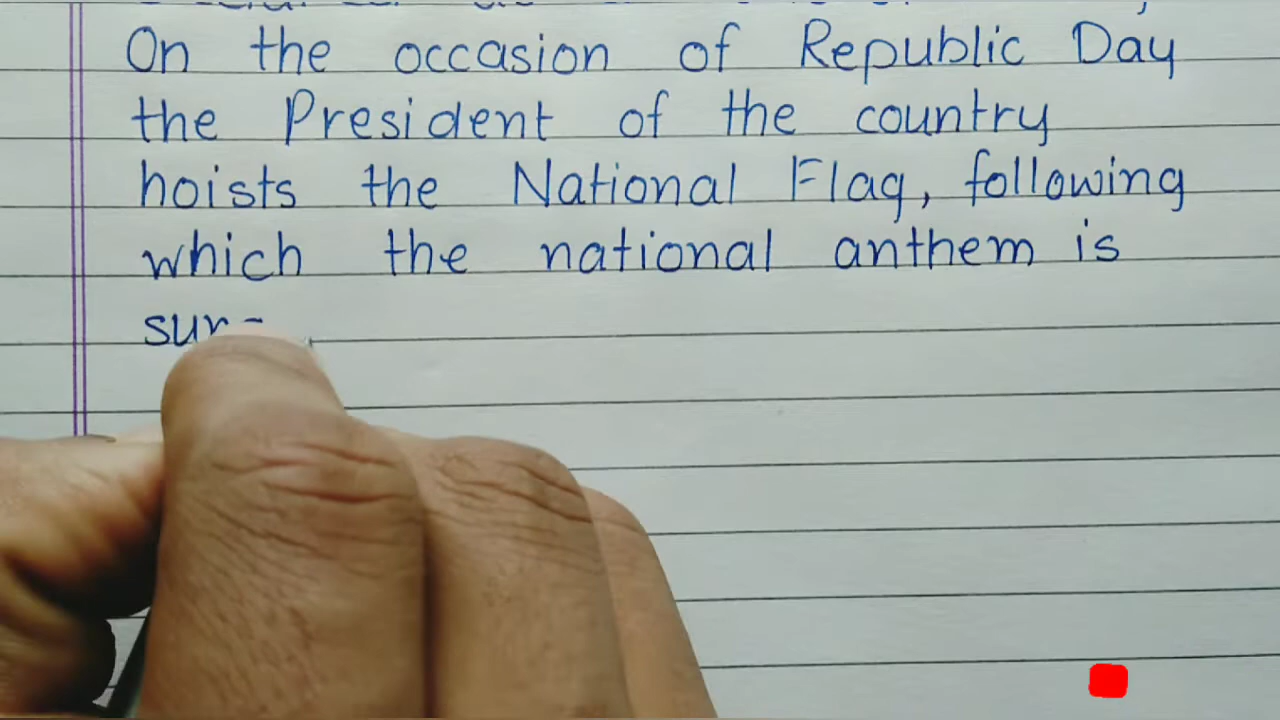 On the occasion of Republic Day
the President of the country
hoists the National Flag, following
which the national anthem is